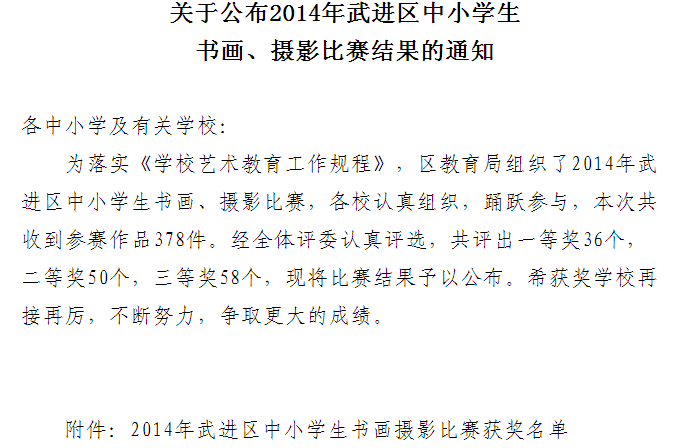 关于公布2014年武进区中小学生
书画、摄影比赛结果的通知
各中小学及有关学校：
为落实《学校艺术教育工作规程》，区教育局组织了2014年武
进区中小学生书画、摄影比赛，各校认真组织，踊跃参与，本次共
收到参赛作品378件。经全体评委认真评选，共评出一等奖36个，
二等奖50个，三等奖58个，现将比赛结果予以公布。希获奖学校再
接再厉，不断努力，争取更大的成绩。
附件：2014年武进区中小学生书画摄影比赛获奖名单